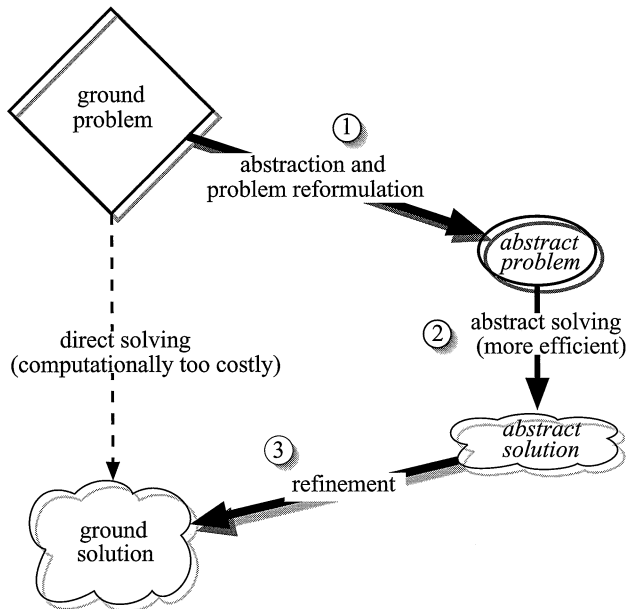 ground
problem
1
abstraction and
problem reformulation
abstract
problem
direct solving
(computationally too costly)
2
abstract solving
(more efficient)
abstract
solution
3
refinement
ground
solution